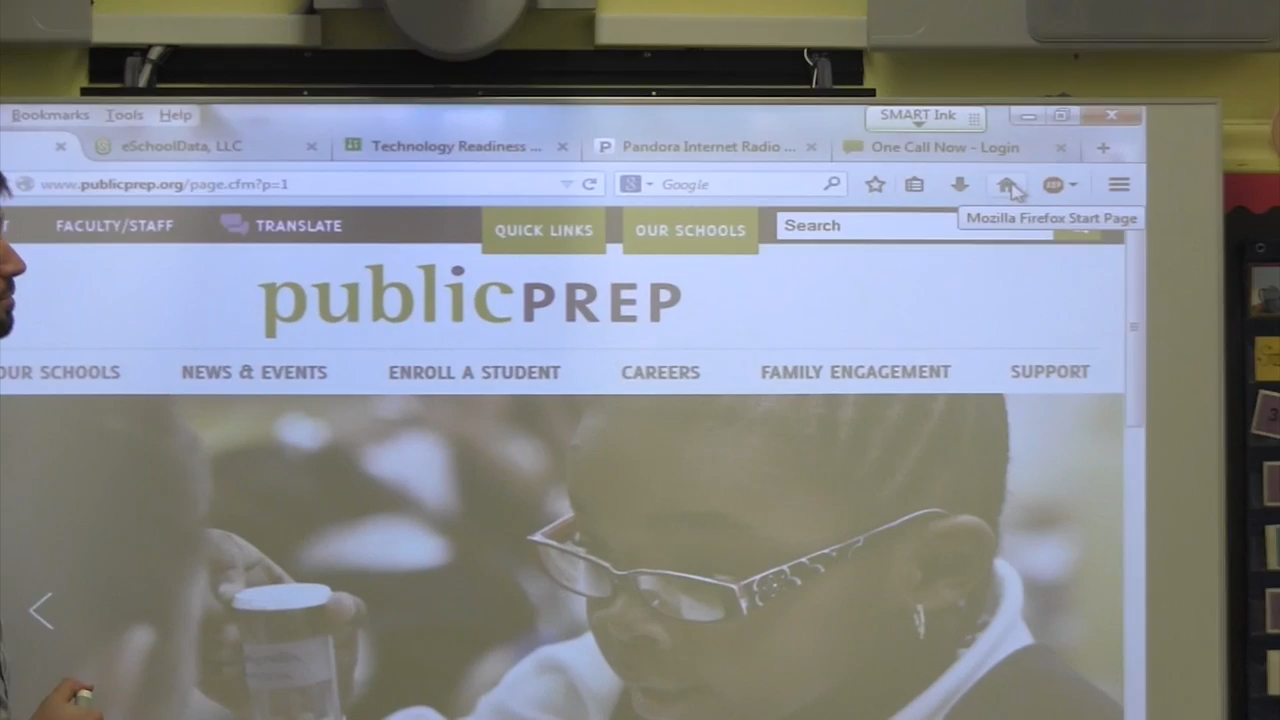 Bookmarks Tools Help
SMART Ink
eSchoolData, LLC
Technology Readiness ...
Pandora Internet Radio ...
One Call Now - Login
www.publicprep.org/page.cfm?p=1
Google
Mozilla Firefox Start Page
FACULTY/STAFF
TRANSLATE
QUICK LINKS
OUR SCHOOLS
Search
publicPREP
OUR SCHOOLS
NEWS & EVENTS
ENROLL A STUDENT
CAREERS
FAMILY ENGAGEMENT
SUPPORT